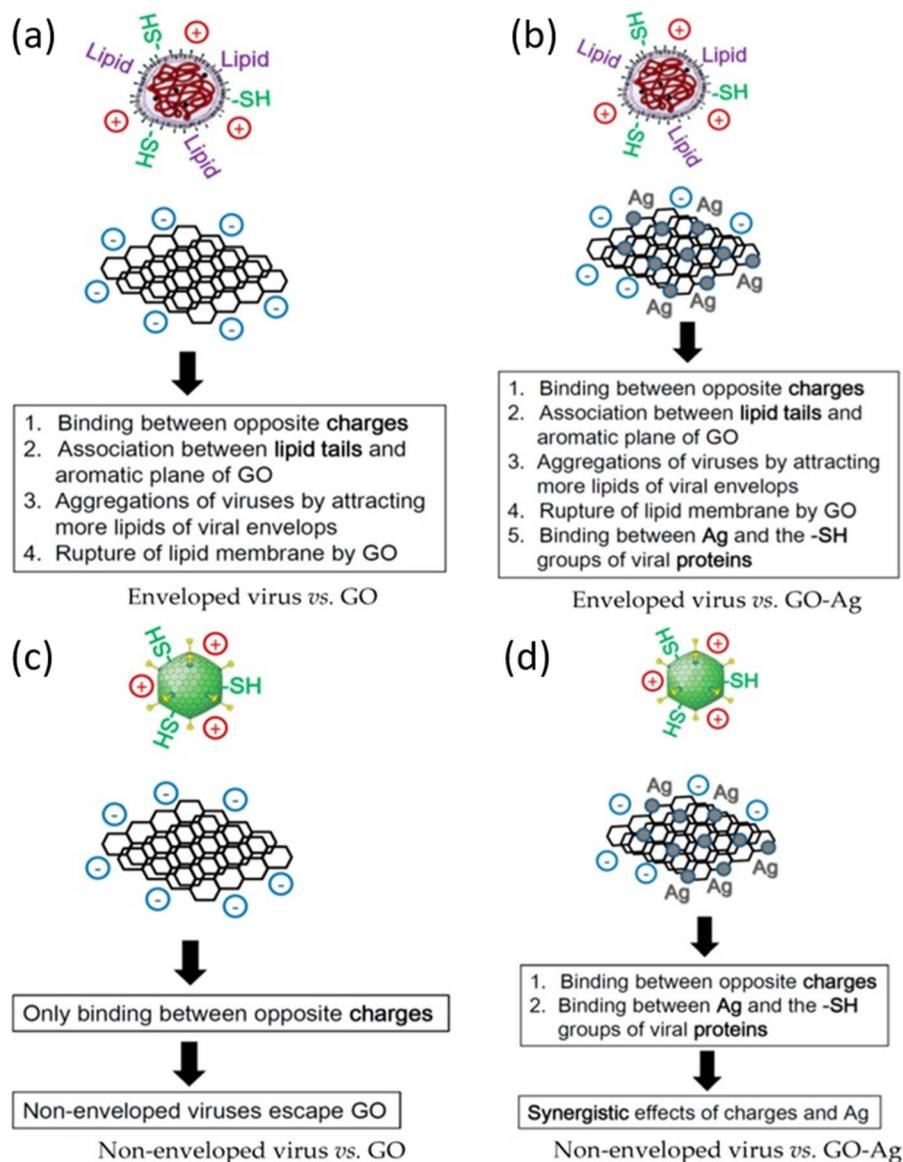 (a)
SH-
+
Lipid
Lipid
-SH
+
+
SH-
Lipid
-
-
-
-
-
-
-
1. Binding between opposite charges
2. Association between lipid tails and
aromatic plane of GO
3. Aggregations of viruses by attracting
more lipids of viral envelops
4. Rupture of lipid membrane by GO
Enveloped virus vs. GO
(b)
SH-
+
Lipid
Lipid
-SH
+
+
SH-
Lipid
Ag
-
Ag
-
-
-
-
Ag
Ag
Ag
1. Binding between opposite charges
2. Association between lipid tails and
aromatic plane of GO
3. Aggregations of viruses by attracting
more lipids of viral envelops
4. Rupture of lipid membrane by GO
5. Binding between Ag and the -SH
groups of viral proteins
Enveloped virus vs. GO-Ag
(c)
SH-
+
+
-SH
SH-
+
-
-
-
-
-
-
-
Only binding between opposite charges
Non-enveloped viruses escape GO
Non-enveloped virus vs. GO
(d)
SH-
+
+
-SH
SH-
+
Ag
-
Ag
-
-
-
-
Ag
Ag
Ag
1. Binding between opposite charges
2. Binding between Ag and the -SH
groups of viral proteins
Synergistic effects of charges and Ag
Non-enveloped virus vs. GO-Ag